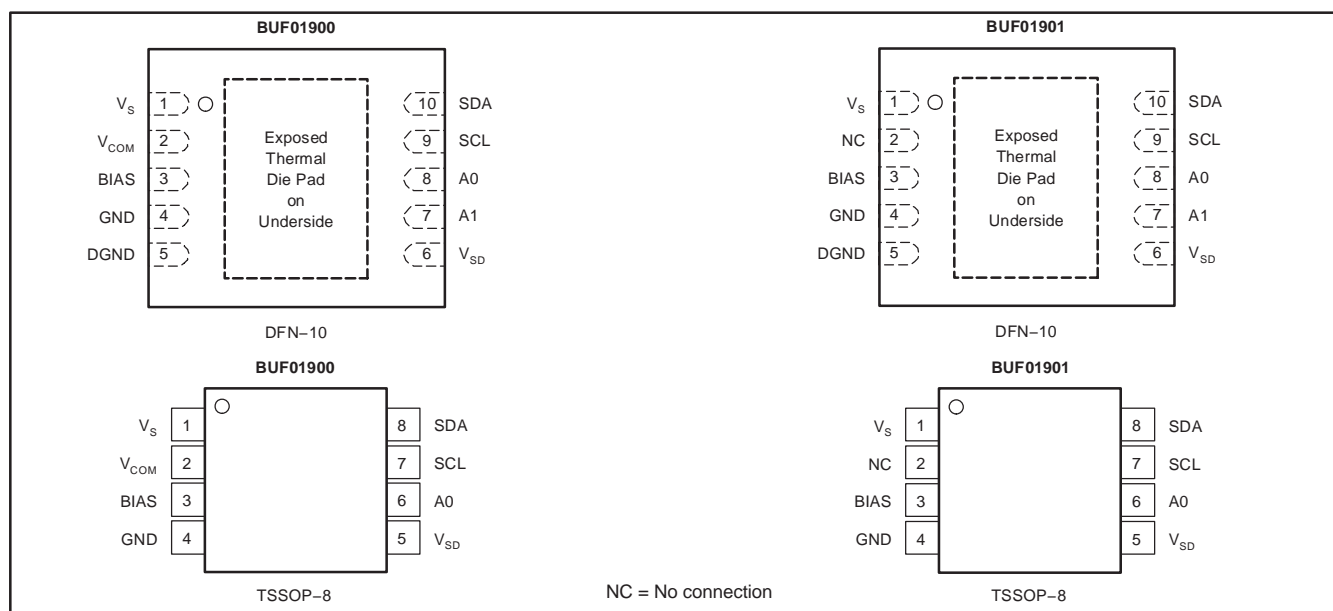 BUF01900
V_S 1 10 SDA
V_COM 2 9 SCL
BIAS 3 8 A0
GND 4 7 A1
DGND 5 6 V_SD
Exposed
Thermal
Die Pad
on
Underside
DFN−10
BUF01901
V_S 1 10 SDA
NC 2 9 SCL
BIAS 3 8 A0
GND 4 7 A1
DGND 5 6 V_SD
Exposed
Thermal
Die Pad
on
Underside
DFN−10
BUF01900
V_S 1 8 SDA
V_COM 2 7 SCL
BIAS 3 6 A0
GND 4 5 V_SD
TSSOP−8
BUF01901
V_S 1 8 SDA
NC 2 7 SCL
BIAS 3 6 A0
GND 4 5 V_SD
TSSOP−8
NC = No connection